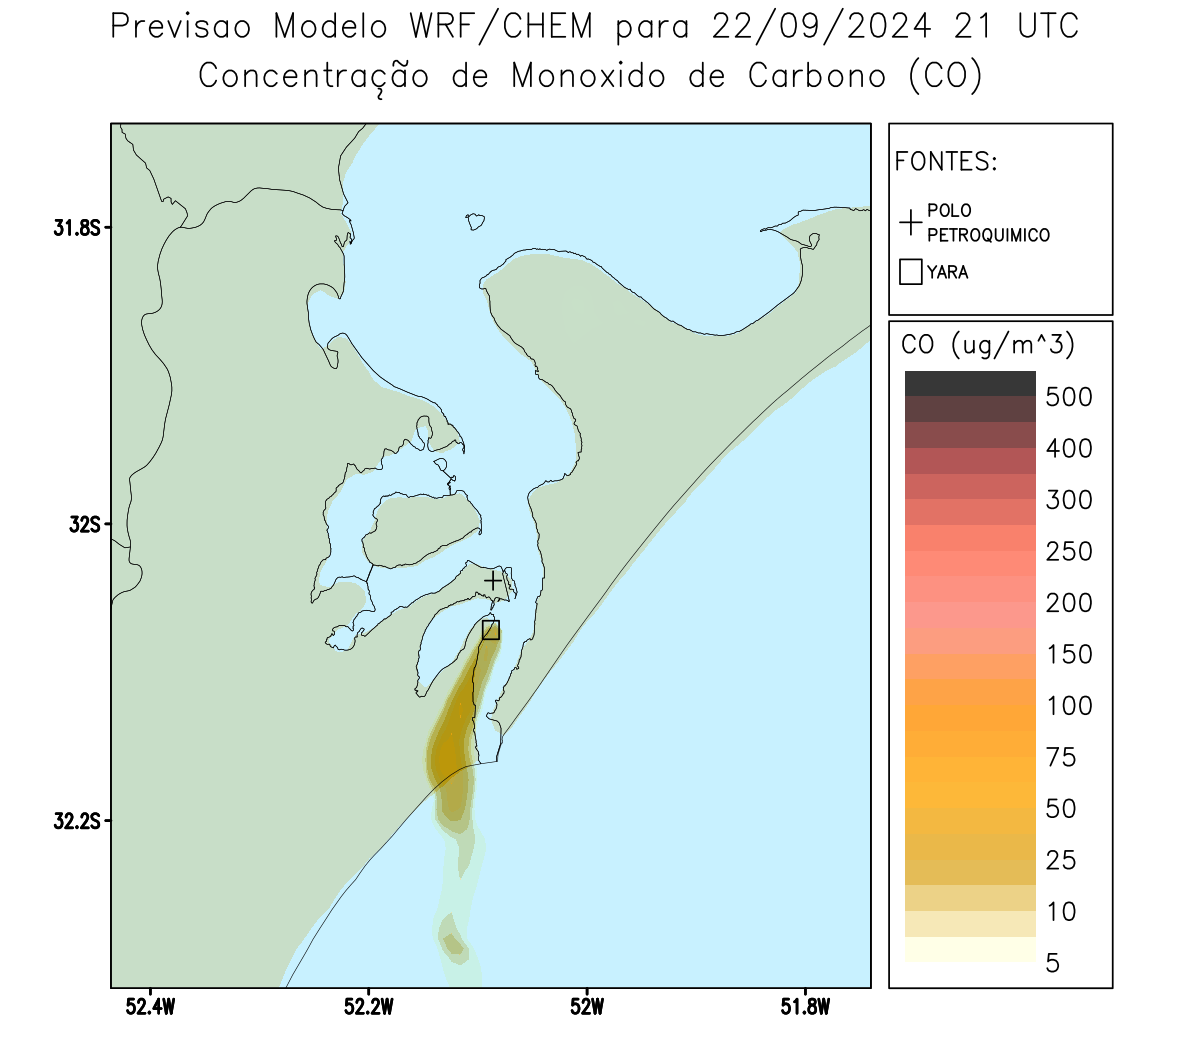 Previsao Modelo WRF/CHEM para 22/09/2024 21 UTC
Concentração de Monoxido de Carbono (CO)
FONTES:
POLO
PETROQUIMICO
YARA
CO (ug/m^3)
500
400
300
250
200
150
100
75
50
25
10
5
31.8S
32S
32.2S
52.4W
52.2W
52W
51.8W